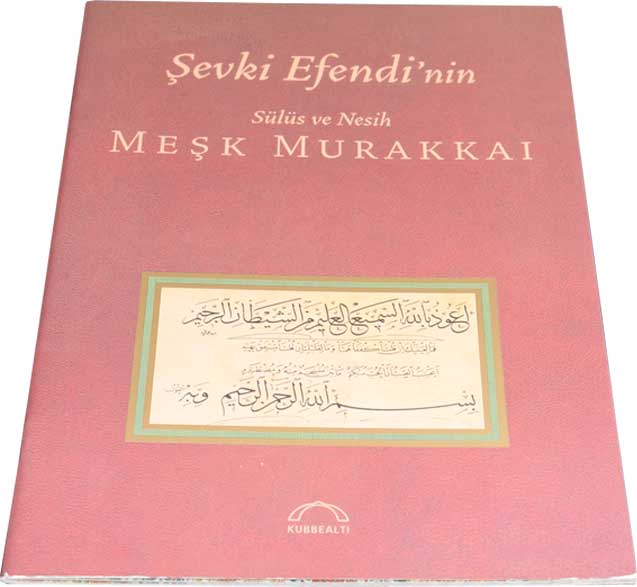 Şevki Efendi'nin
Sülüs ve Nesih
MEŞK MURAKKAI
اعوذ بالله السميع العليم من الشيطان الرجيم
بسم الله الرحمن الرحيم وبه
KUBBEALTI